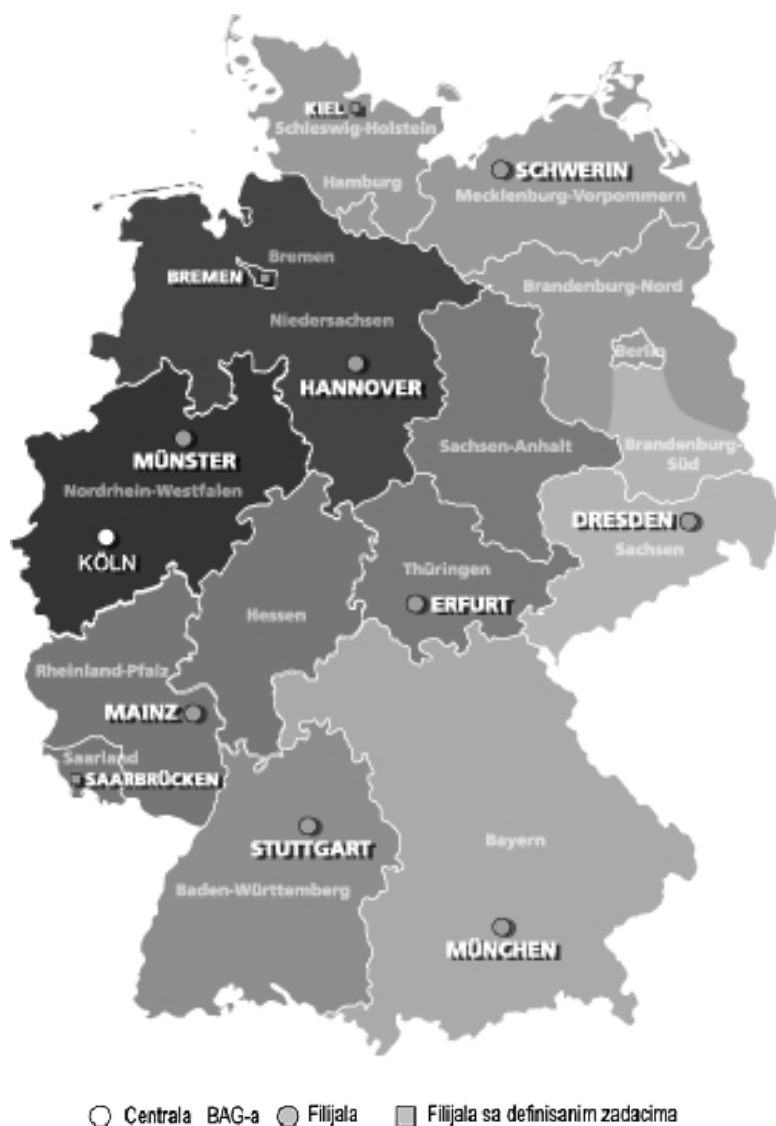 KIEL
Schleswig-Holstein
SCHWERIN
Hamburg
Mecklenburg-Vorpommern
Bremen
BREMEN
Brandenburg-Nord
Niedersachsen
Berlin
HANNOVER
MÜNSTER
Sachsen-Anhalt
Brandenburg-
Süd
Nordrhein-Westfalen
DRESDEN
KÖLN
Sachsen
Thüringen
ERFURT
Hessen
Rheinland-Pfalz
MAINZ
Saarland
SAARBRÜCKEN
STUTTGART
Bayern
Baden-Württemberg
MÜNCHEN
Centrala BAG-a Filijala Filijala sa definisanim zadacima